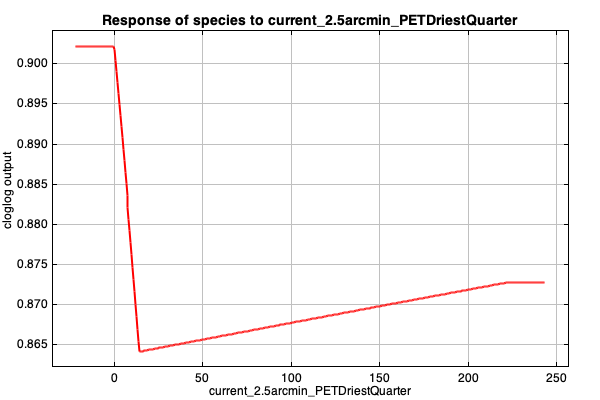 Response of species to current_2.5arcmin_PETDriestQuarter
0.900
0.895
0.890
0.885
0.880
0.875
0.870
0.865
cloglog output
0 50 100 150 200 250
current_2.5arcmin_PETDriestQuarter